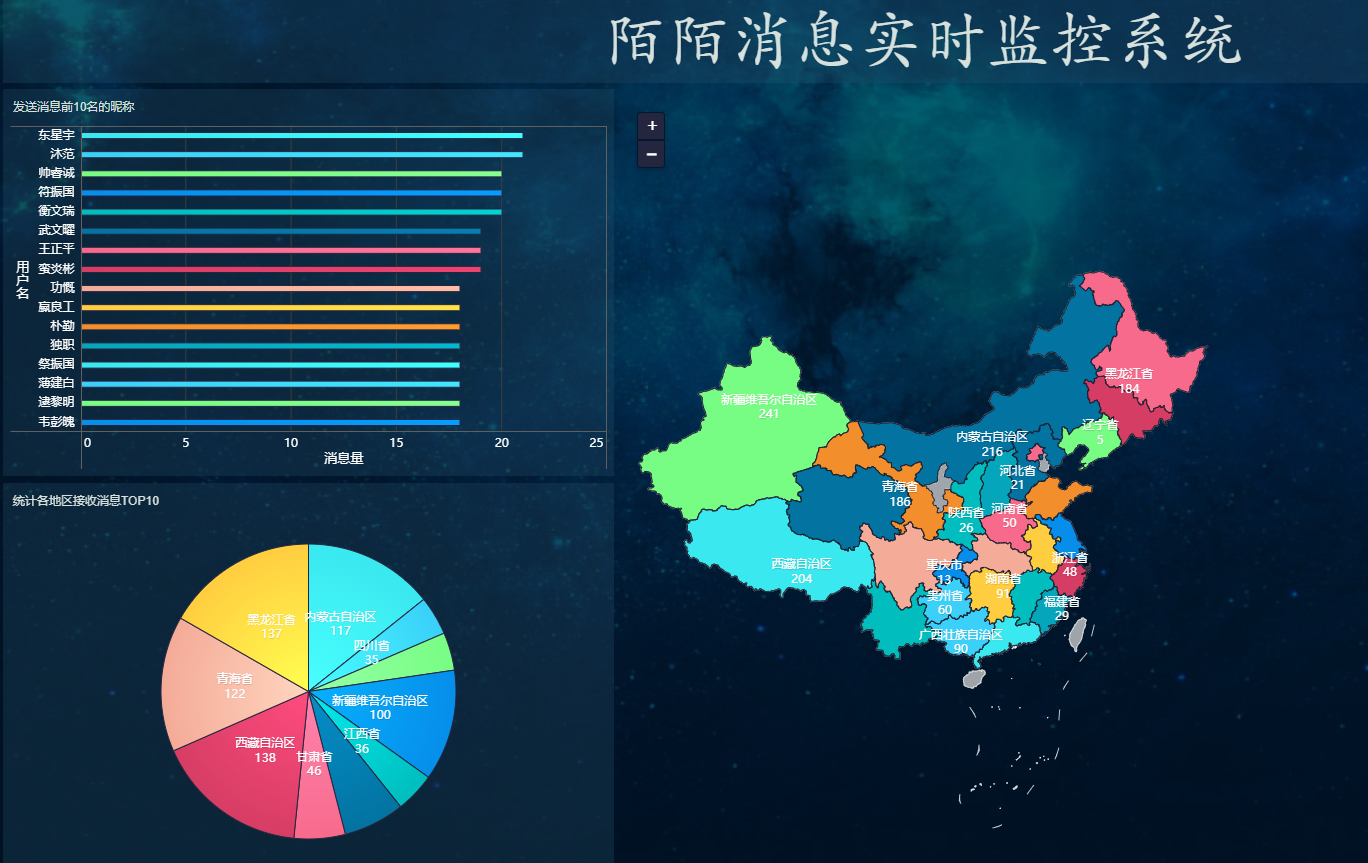 陌陌消息实时监控系统
发送消息前10名的昵称
用户名
东星宇
沐范
帅睿诚
符振国
衡文瑞
武文曜
王正平
蛮炎彬
功慨
赢良工
朴勤
独职
祭振国
薄建白
逮黎明
韦彭魄
0 5 10 15 20 25
消息量
统计各地区接收消息TOP10
黑龙江省
137
内蒙古自治区
117
四川省
35
青海省
122
新疆维吾尔自治区
100
江西省
36
西藏自治区
138
甘肃省
46
+
−
黑龙江省
184
新疆维吾尔自治区
241
辽宁省
5
内蒙古自治区
216
河北省
21
青海省
186
陕西省
26
河南省
50
西藏自治区
204
重庆市
13
浙江省
48
湖南省
91
贵州省
60
福建省
29
广西壮族自治区
90